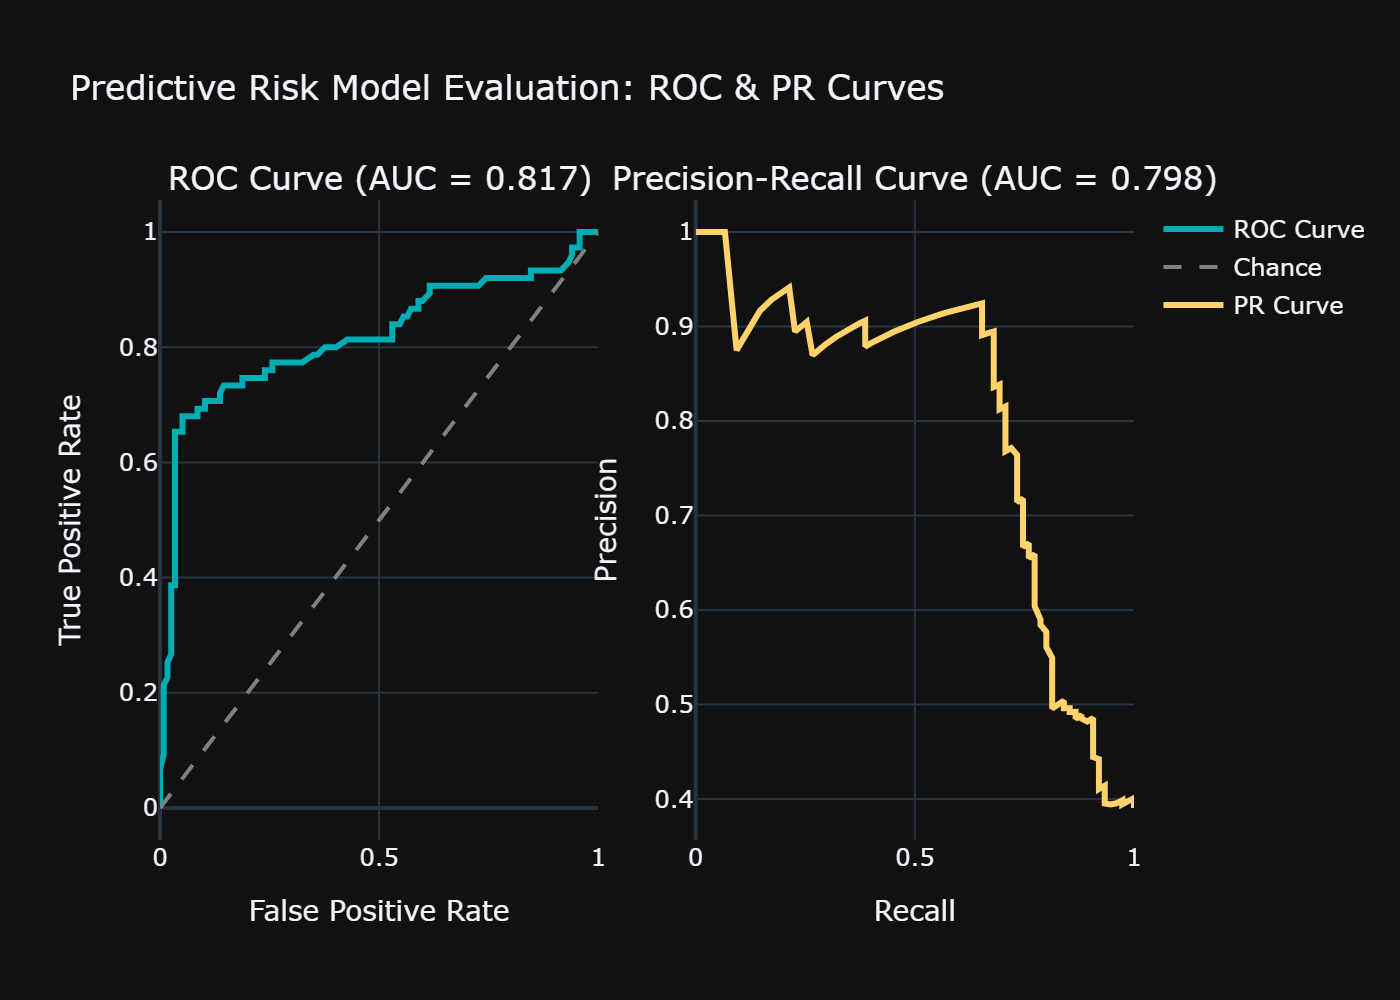 Predictive Risk Model Evaluation: ROC & PR Curves
ROC Curve (AUC = 0.817)
Precision-Recall Curve (AUC = 0.798)
True Positive Rate
1
0.8
0.6
0.4
0.2
0
0
0.5
1
False Positive Rate
Precision
1
0.9
0.8
0.7
0.6
0.5
0.4
0
0.5
1
Recall
ROC Curve
Chance
PR Curve